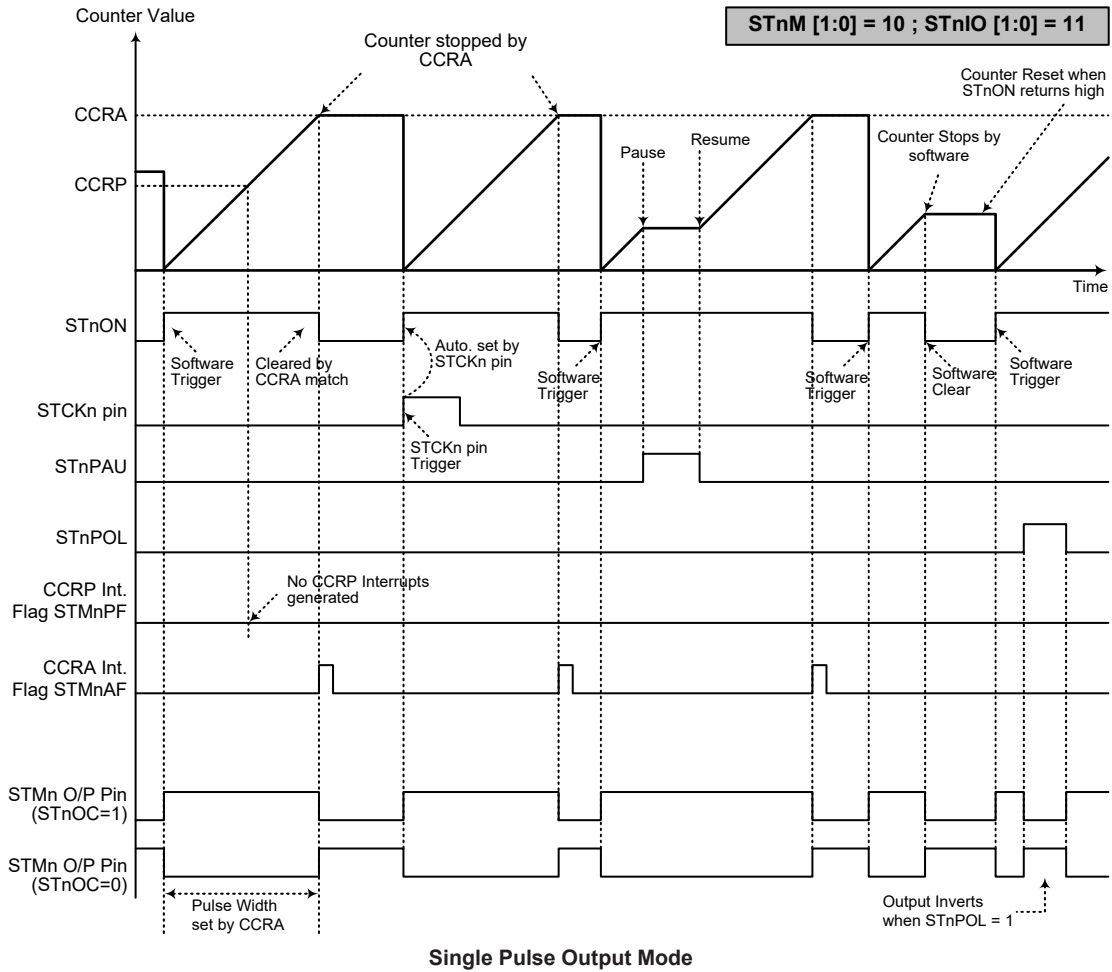 Counter Value
STnM [1:0] = 10 ; STnIO [1:0] = 11
Counter stopped by
CCRA
Counter Reset when
STnON returns high
CCRA
Counter Stops by
software
Pause
Resume
CCRP
Time
STnON
Software
Trigger
Cleared by
CCRA match
Auto. set by
STCKn pin
Software
Trigger
Software
Trigger
Software
Clear
Software
Trigger
STCKn pin
STCKn pin
Trigger
STnPAU
STnPOL
CCRP Int.
Flag STMnPF
No CCRP Interrupts
generated
CCRA Int.
Flag STMnAF
STMn O/P Pin
(STnOC=1)
STMn O/P Pin
(STnOC=0)
Pulse Width
set by CCRA
Output Inverts
when STnPOL = 1
Single Pulse Output Mode